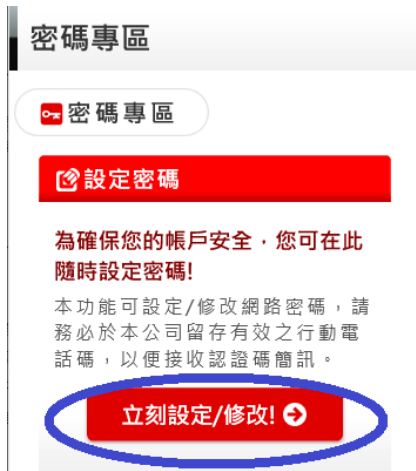 密碼專區
密碼專區
設定密碼
為確保您的帳戶安全，您可在此
隨時設定密碼!
本功能可設定/修改網路密碼，請
務必於本公司留存有效之行動電
話碼，以便接收認證碼簡訊。
立刻設定/修改!